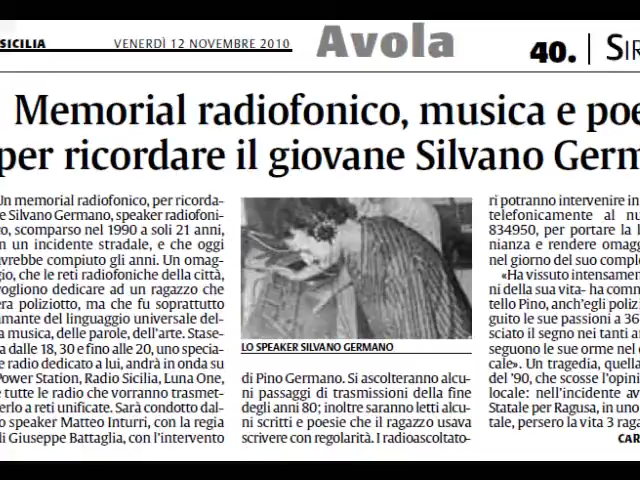 SICILIA
VENERDÌ 12 NOVEMBRE 2010
Avola
40.
Memorial radiofonico, musica e
per ricordare il giovane Silvano
Un memorial radiofonico, per ricorda-
e Silvano Germano, speaker radiofoni-
co, scomparso nel 1990 a soli 21 anni,
in un incidente stradale, e che oggi
avrebbe compiuto gli anni. Un omag-
gio, che le reti radiofoniche della città,
vogliono dedicare ad un ragazzo che
era poliziotto, ma che fu soprattutto
amante del linguaggio universale del-
a musica, delle parole, dell'arte. Stase-
a dalle 18, 30 e fino alle 20, uno specia-
e radio dedicato a lui, andrà in onda su
Power Station, Radio Sicilia, Luna One,
e tutte le radio che vorranno trasmet-
terlo a reti unificate. Sarà condotto dal-
o speaker Matteo Inturri, con la regia
di Giuseppe Battaglia, con l'intervento
LO SPEAKER SILVANO GERMANO
di Pino Germano. Si ascolteranno alcu-
ni passaggi di trasmissioni della fine
degli anni 80; inoltre saranno letti alcu-
ni scritti e poesie che il ragazzo usava
scrivere con regolarità. I radioascoltato-
ri potranno intervenire in
telefonicamente al nu
834950, per portare la l
nianza e rendere omagg
nel giorno del suo comple
«Ha vissuto intensamen
ni della sua vita- ha comn
tello Pino, anch'egli poliz
guito le sue passioni a 36
sciato il segno nei tanti ar
seguono le sue orme nel c
cale». Un tragedia, quella
del '90, che scosse l'opini
locale: nell'incidente avv
Statale per Ragusa, in uno
tale, persero la vita 3 raga
CAR